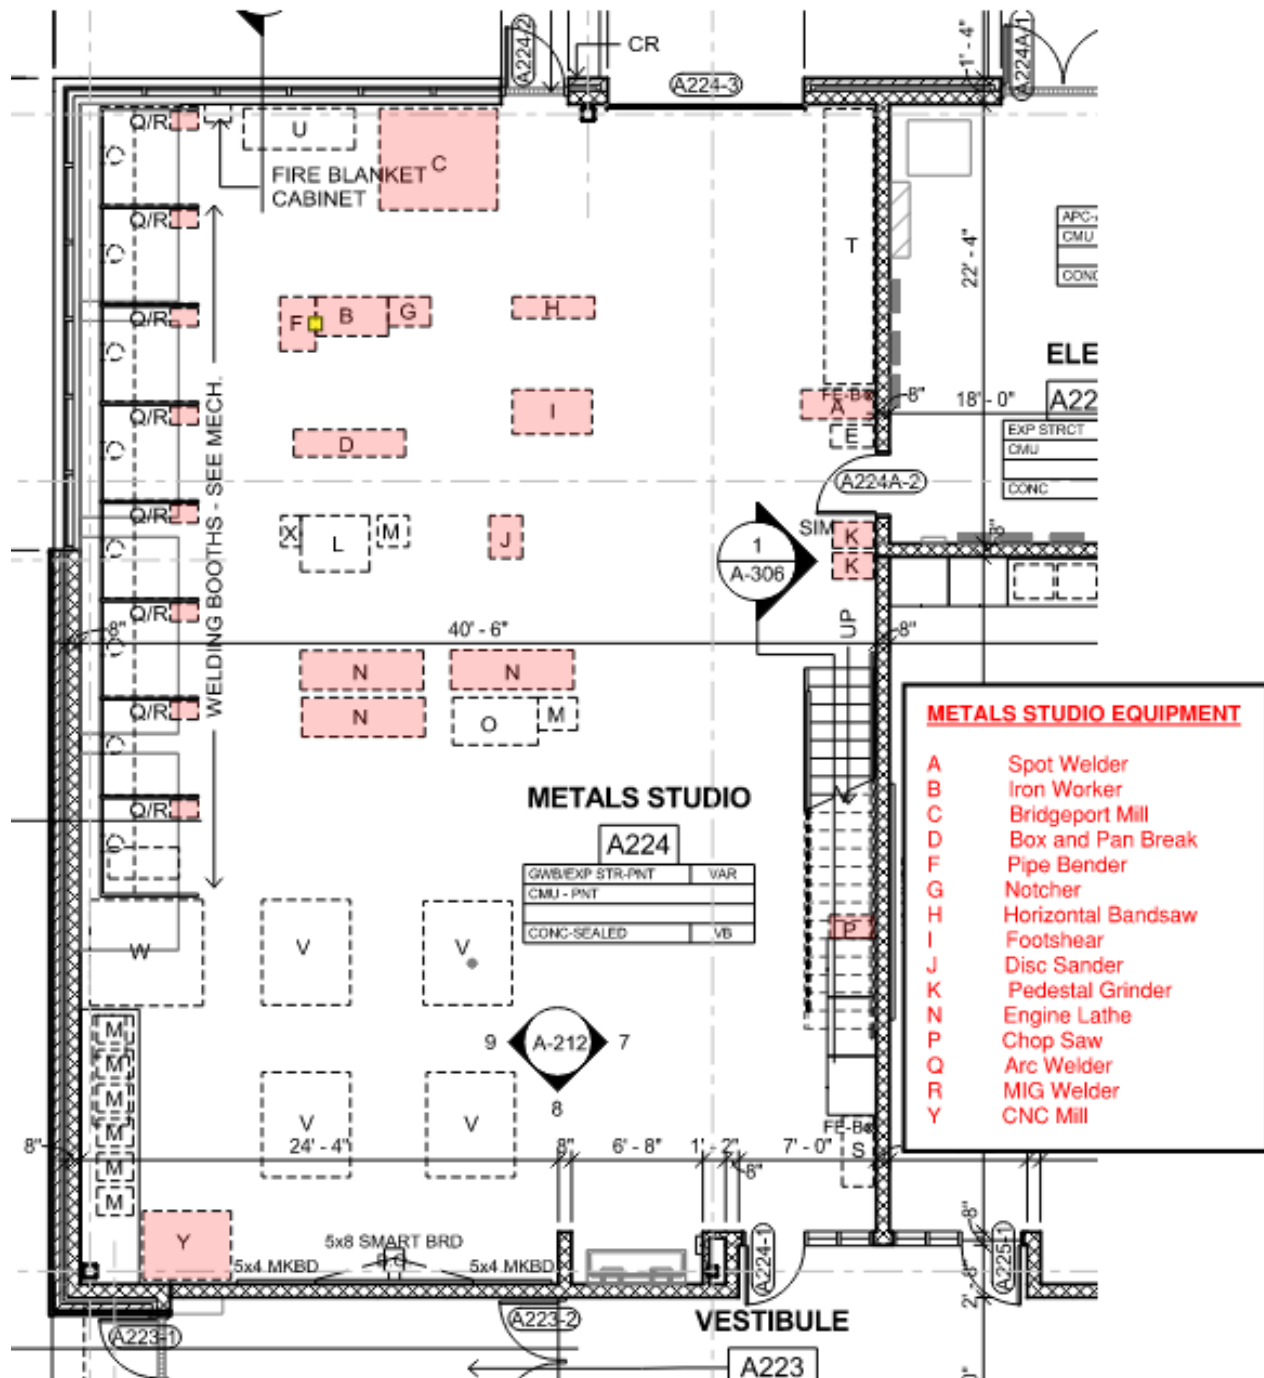 A224/2
CR
A224-3
A224A/1
1' - 4"
Q/R
U
C
FIRE BLANKET
CABINET
T
Q/R
22' - 4"
CMU
Q/R
F
B
G
H
ELE
Q/R
I
FE-B
A
8"
18' - 0"
A22
D
E
EXP STRCT
CMU
CONC
A224A-2
WELDING BOOTHS - SEE MECH.
Q/R
X
L
M
J
SIM
K
K
1
A-306
8"
Q/R
UP
8"
40' - 6"
8"
N
N
Q/R
N
O
M
METALS STUDIO
A224
GWB/EXP STR-PNT VAR
CMU - PNT
CONC-SEALED VB
Q/R
METALS STUDIO EQUIPMENT
A Spot Welder
B Iron Worker
C Bridgeport Mill
D Box and Pan Break
F Pipe Bender
G Notcher
H Horizontal Bandsaw
I Footshear
J Disc Sander
K Pedestal Grinder
N Engine Lathe
P Chop Saw
Q Arc Welder
R MIG Welder
Y CNC Mill
P
W
V
V
M
M
M
M
M
M
9
A-212
7
8
V
V
FE-B
S
8"
24' - 4"
8"
6' - 8"
1' - 2"
8"
7' - 0"
Y
5x8 SMART BRD
5x4 MKBD
5x4 MKBD
A224-1
A225-1
8"
2' - 8"
A223-1
A223-2
VESTIBULE
A223